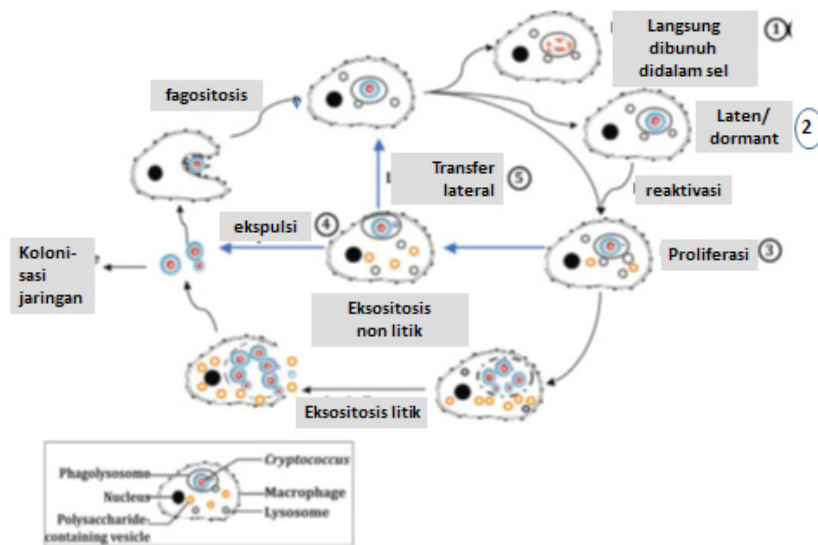 Langsung
dibunuh
didalam sel
1
fagositosis
Laten/
dormant
2
Transfer
lateral
5
reaktivasi
ekspulsi
4
Proliferasi
3
Koloni-
sasi
jaringan
Eksositosis
non litik
Eksositosis litik
Cryptococcus
Phagolysosome
Nucleus
Macrophage
Polysaccharide-
containing vesicle
Lysosome